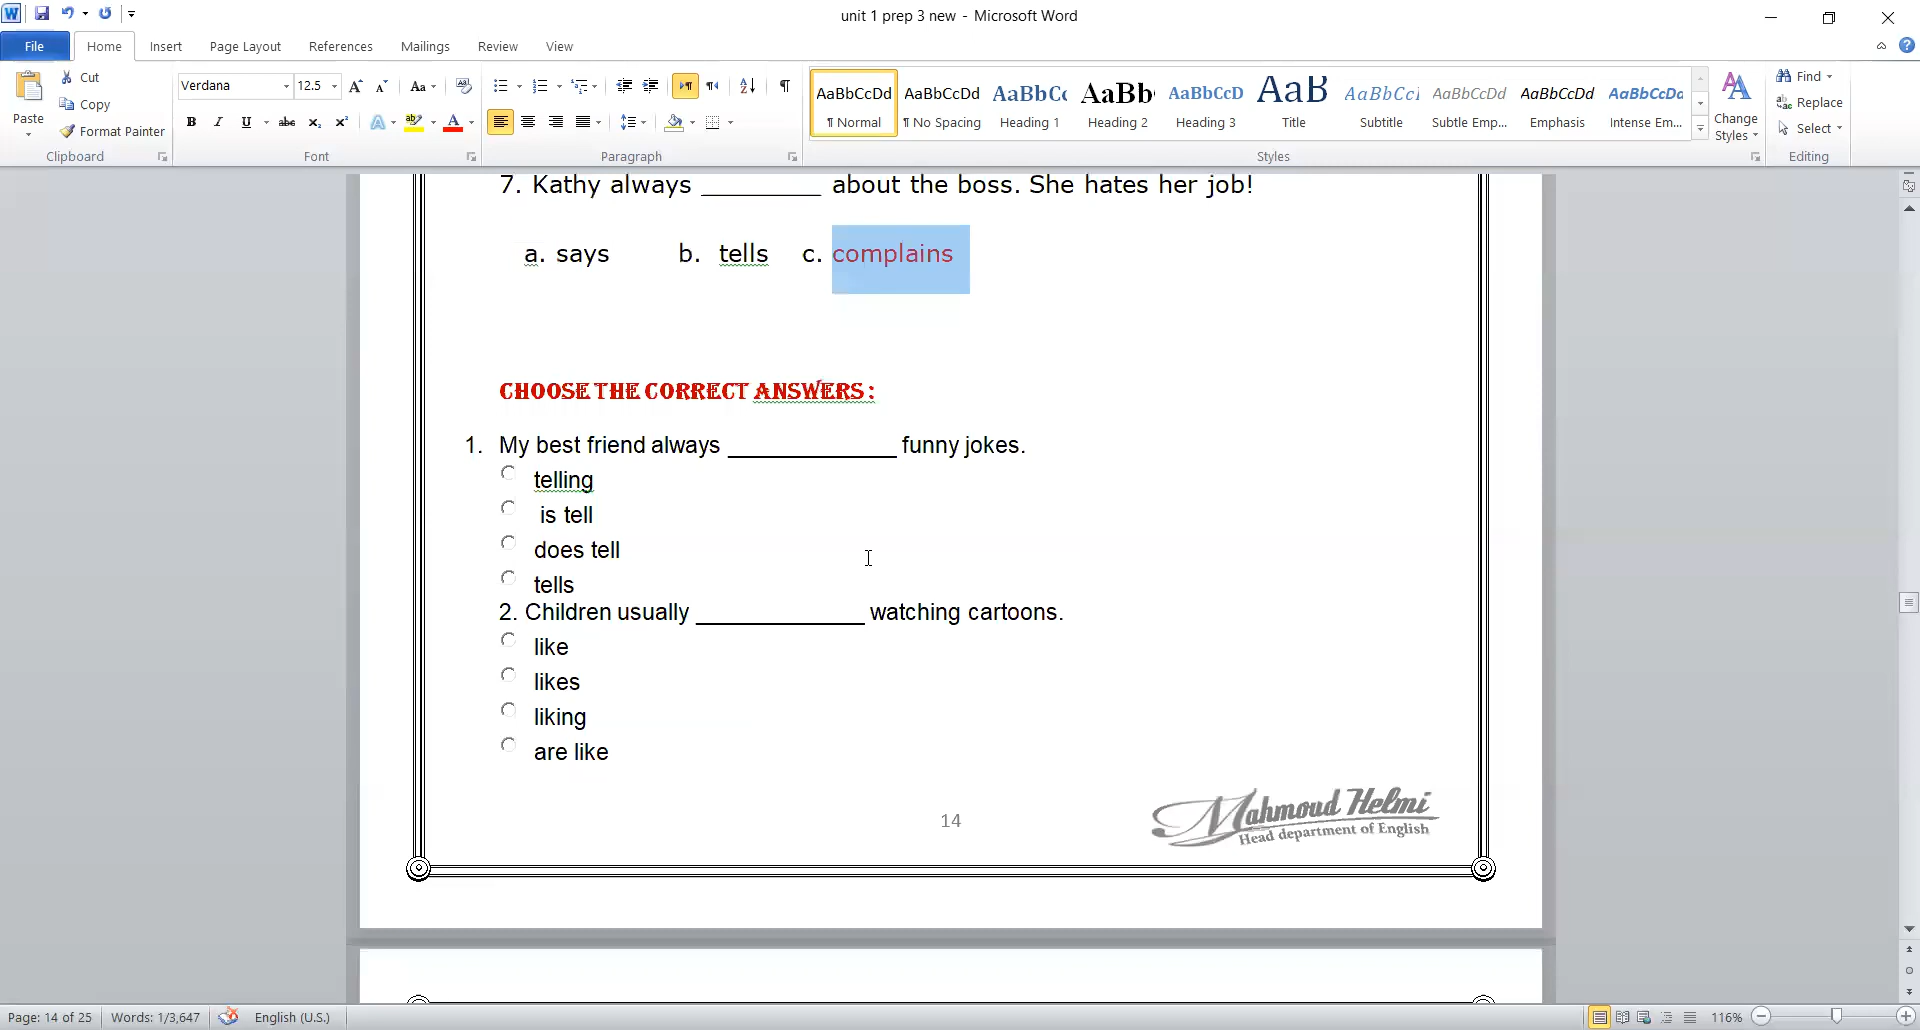 unit 1 prep 3 new - Microsoft Word
File Home Insert Page Layout References Mailings Review View
Paste
Cut
Copy
Format Painter
Clipboard
Verdana 12.5
Font
Paragraph
AaBbCcDd AaBbCcDd AaBbCc AaBb AaBbCcD AaB AaBbCcl AaBbCcDd AaBbCcDd AaBbCcDd
¶ Normal ¶ No Spacing Heading 1 Heading 2 Heading 3 Title Subtitle Subtle Emp... Emphasis Intense Em...
Styles
Change Styles
Find
Replace
Select
Editing
7. Kathy always _________ about the boss. She hates her job!
a. says b. tells c. complains
CHOOSE THE CORRECT ANSWERS :
1. My best friend always _____________ funny jokes.
telling
is tell
does tell
tells
2. Children usually _____________ watching cartoons.
like
likes
liking
are like
14
Mahmoud Helmi
Head department of English
Page: 14 of 25 Words: 1/3,647 English (U.S.) 116%